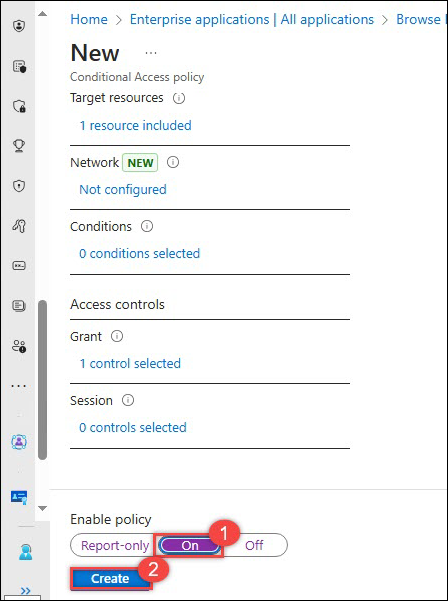 Home > Enterprise applications | All applications > Browse
New ...
Conditional Access policy
Target resources
1 resource included
Network NEW
Not configured
Conditions
0 conditions selected
Access controls
Grant
1 control selected
Session
0 controls selected
Enable policy
1
Report-only On Off
2
Create